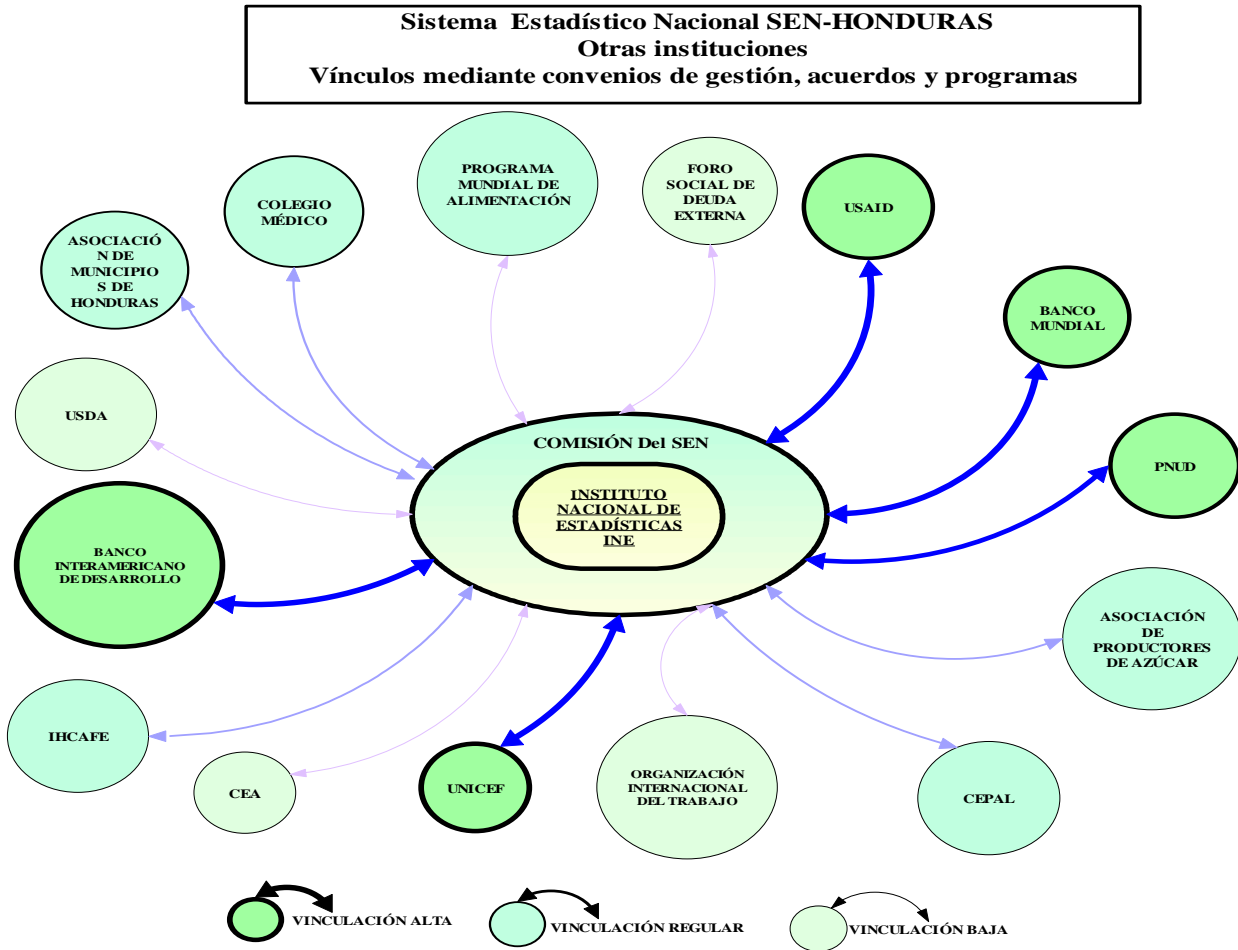 Sistema Estadístico Nacional SEN-HONDURAS
Otras instituciones
Vínculos mediante convenios de gestión, acuerdos y programas
PROGRAMA
MUNDIAL DE
ALIMENTACIÓN
FORO
SOCIAL DE
DEUDA
EXTERNA
USAID
COLEGIO
MÉDICO
ASOCIACIÓ
N DE
MUNICIPIO
S DE
HONDURAS
BANCO
MUNDIAL
USDA
COMISIÓN Del SEN
INSTITUTO
NACIONAL DE
ESTADÍSTICAS
INE
PNUD
BANCO
INTERAMERICANO
DE DESARROLLO
ASOCIACIÓN
DE
PRODUCTORES
DE AZÚCAR
IHCAFE
CEA
UNICEF
ORGANIZACIÓN
INTERNACIONAL
DEL TRABAJO
CEPAL
VINCULACIÓN ALTA
VINCULACIÓN REGULAR
VINCULACIÓN BAJA